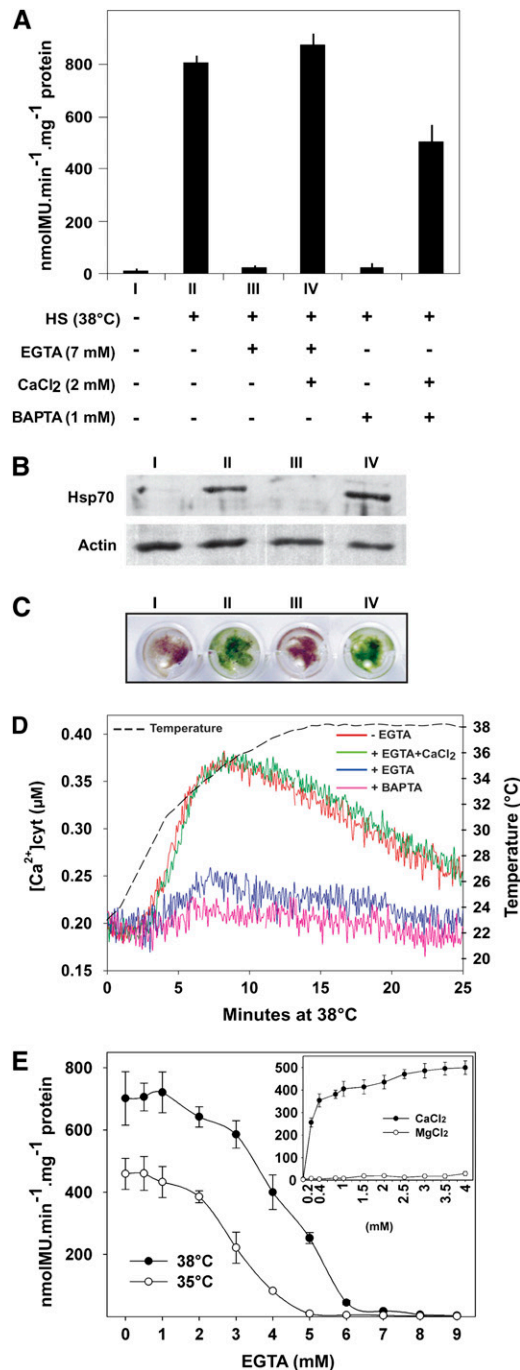 A
nmolMU.min⁻¹.mg⁻¹ protein
800
600
400
200
0
I II III IV
HS (38°C) - + + + + +
EGTA (7 mM) - - + + - -
CaCl₂ (2 mM) - - - + - +
BAPTA (1 mM) - - - - + +
B
I II III IV
Hsp70
Actin
C
I II III IV
D
[Ca²⁺]cyt (µM)
0.40
0.35
0.30
0.25
0.20
0.15
Temperature
- EGTA
+ EGTA+CaCl₂
+ EGTA
+ BAPTA
38
36
34
32
30
28
26
24
22
20
Temperature (°C)
0 5 10 15 20 25
Minutes at 38°C
E
nmolMU.min⁻¹.mg⁻¹ protein
800
600
400
200
38°C
35°C
0 1 2 3 4 5 6 7 8 9
EGTA (mM)
500
400
300
200
100
0
CaCl₂
MgCl₂
0.2 0.4 1 1.5 2 2.5 3 3.5 4
(mM)